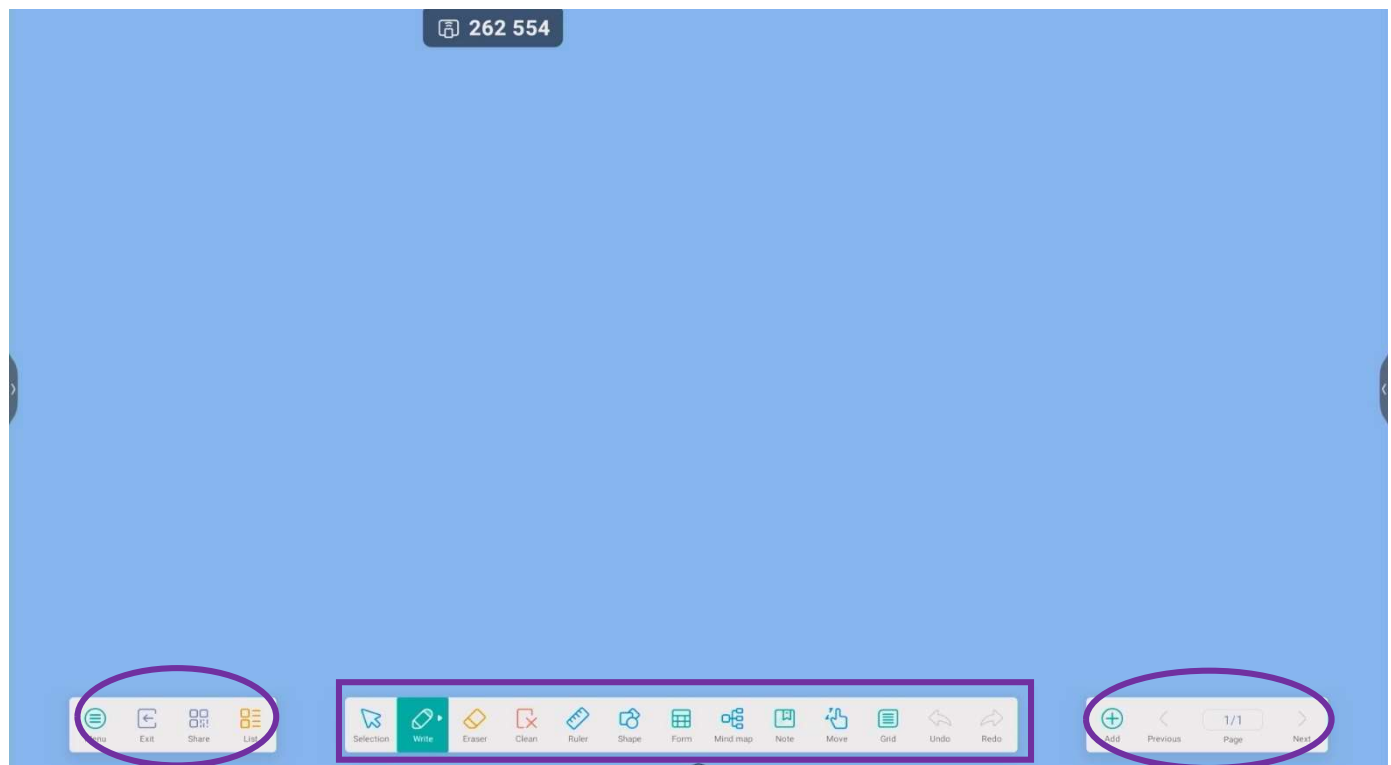 262 554
Menu Exit Share List
Selection Write Eraser Clean Ruler Shape Form Mind map Note Move Grid Undo Redo
1/1
Add Previous Page Next